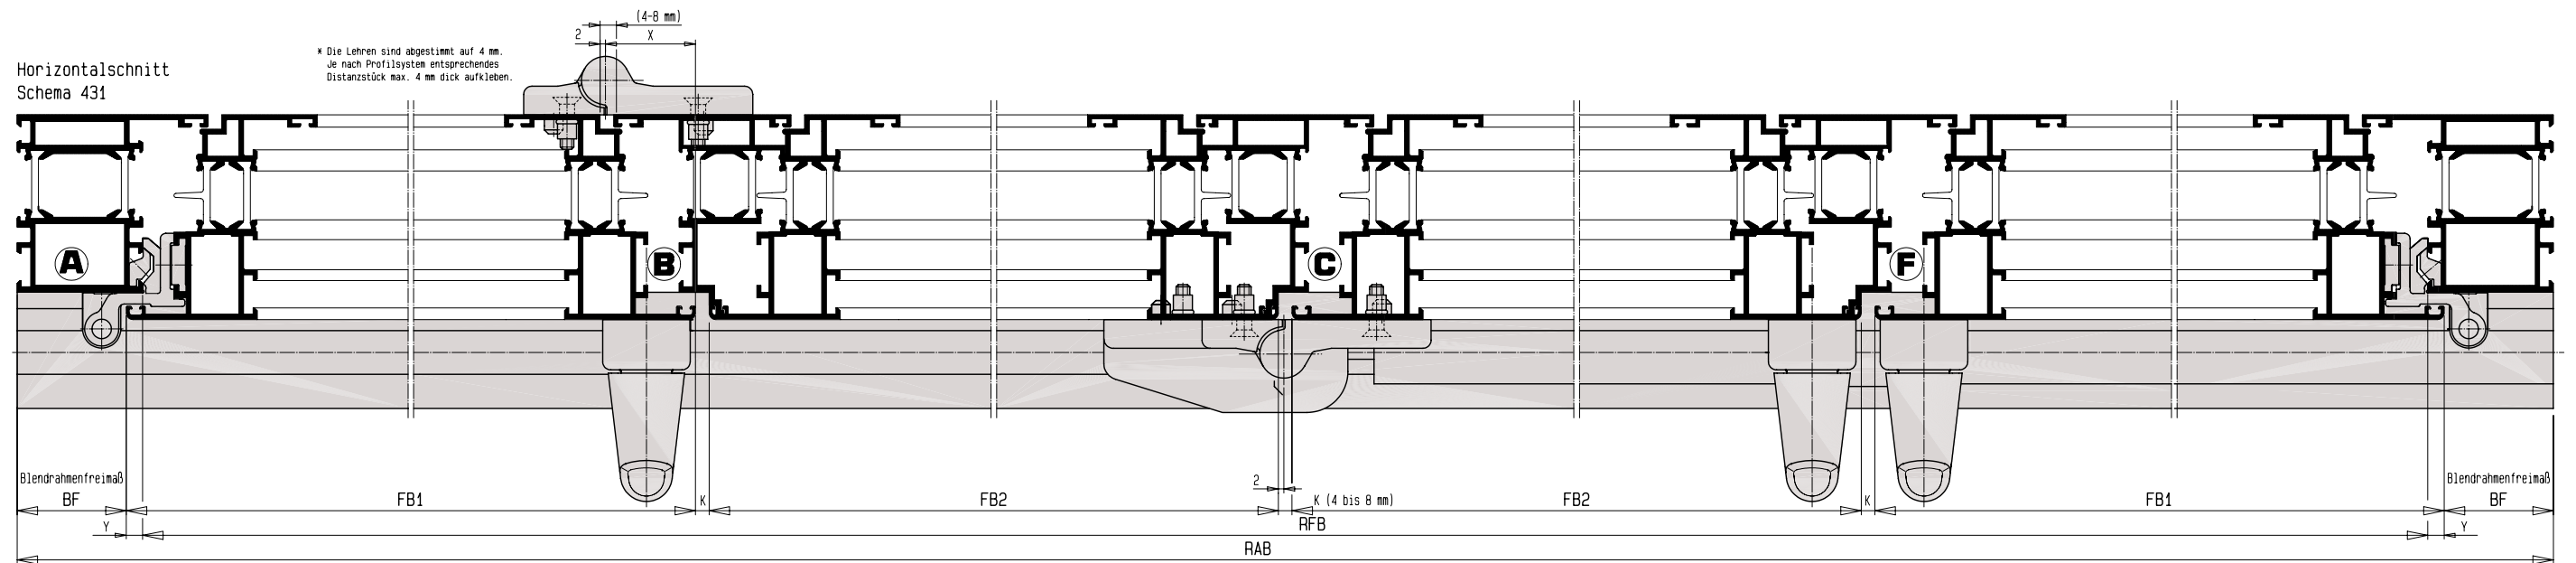 (4-8 mm)
2 X
* Die Lehren sind abgestimmt auf 4 mm.
Je nach Profilsystem entsprechendes
Distanzstück max. 4 mm dick aufkleben.
Horizontalschnitt
Schema 431
A B C F
Blendrahmenfreimaß 2 Blendrahmenfreimaß
BF FB1 K FB2 K (4 bis 8 mm) FB2 K FB1 BF
Y RFB Y
RAB